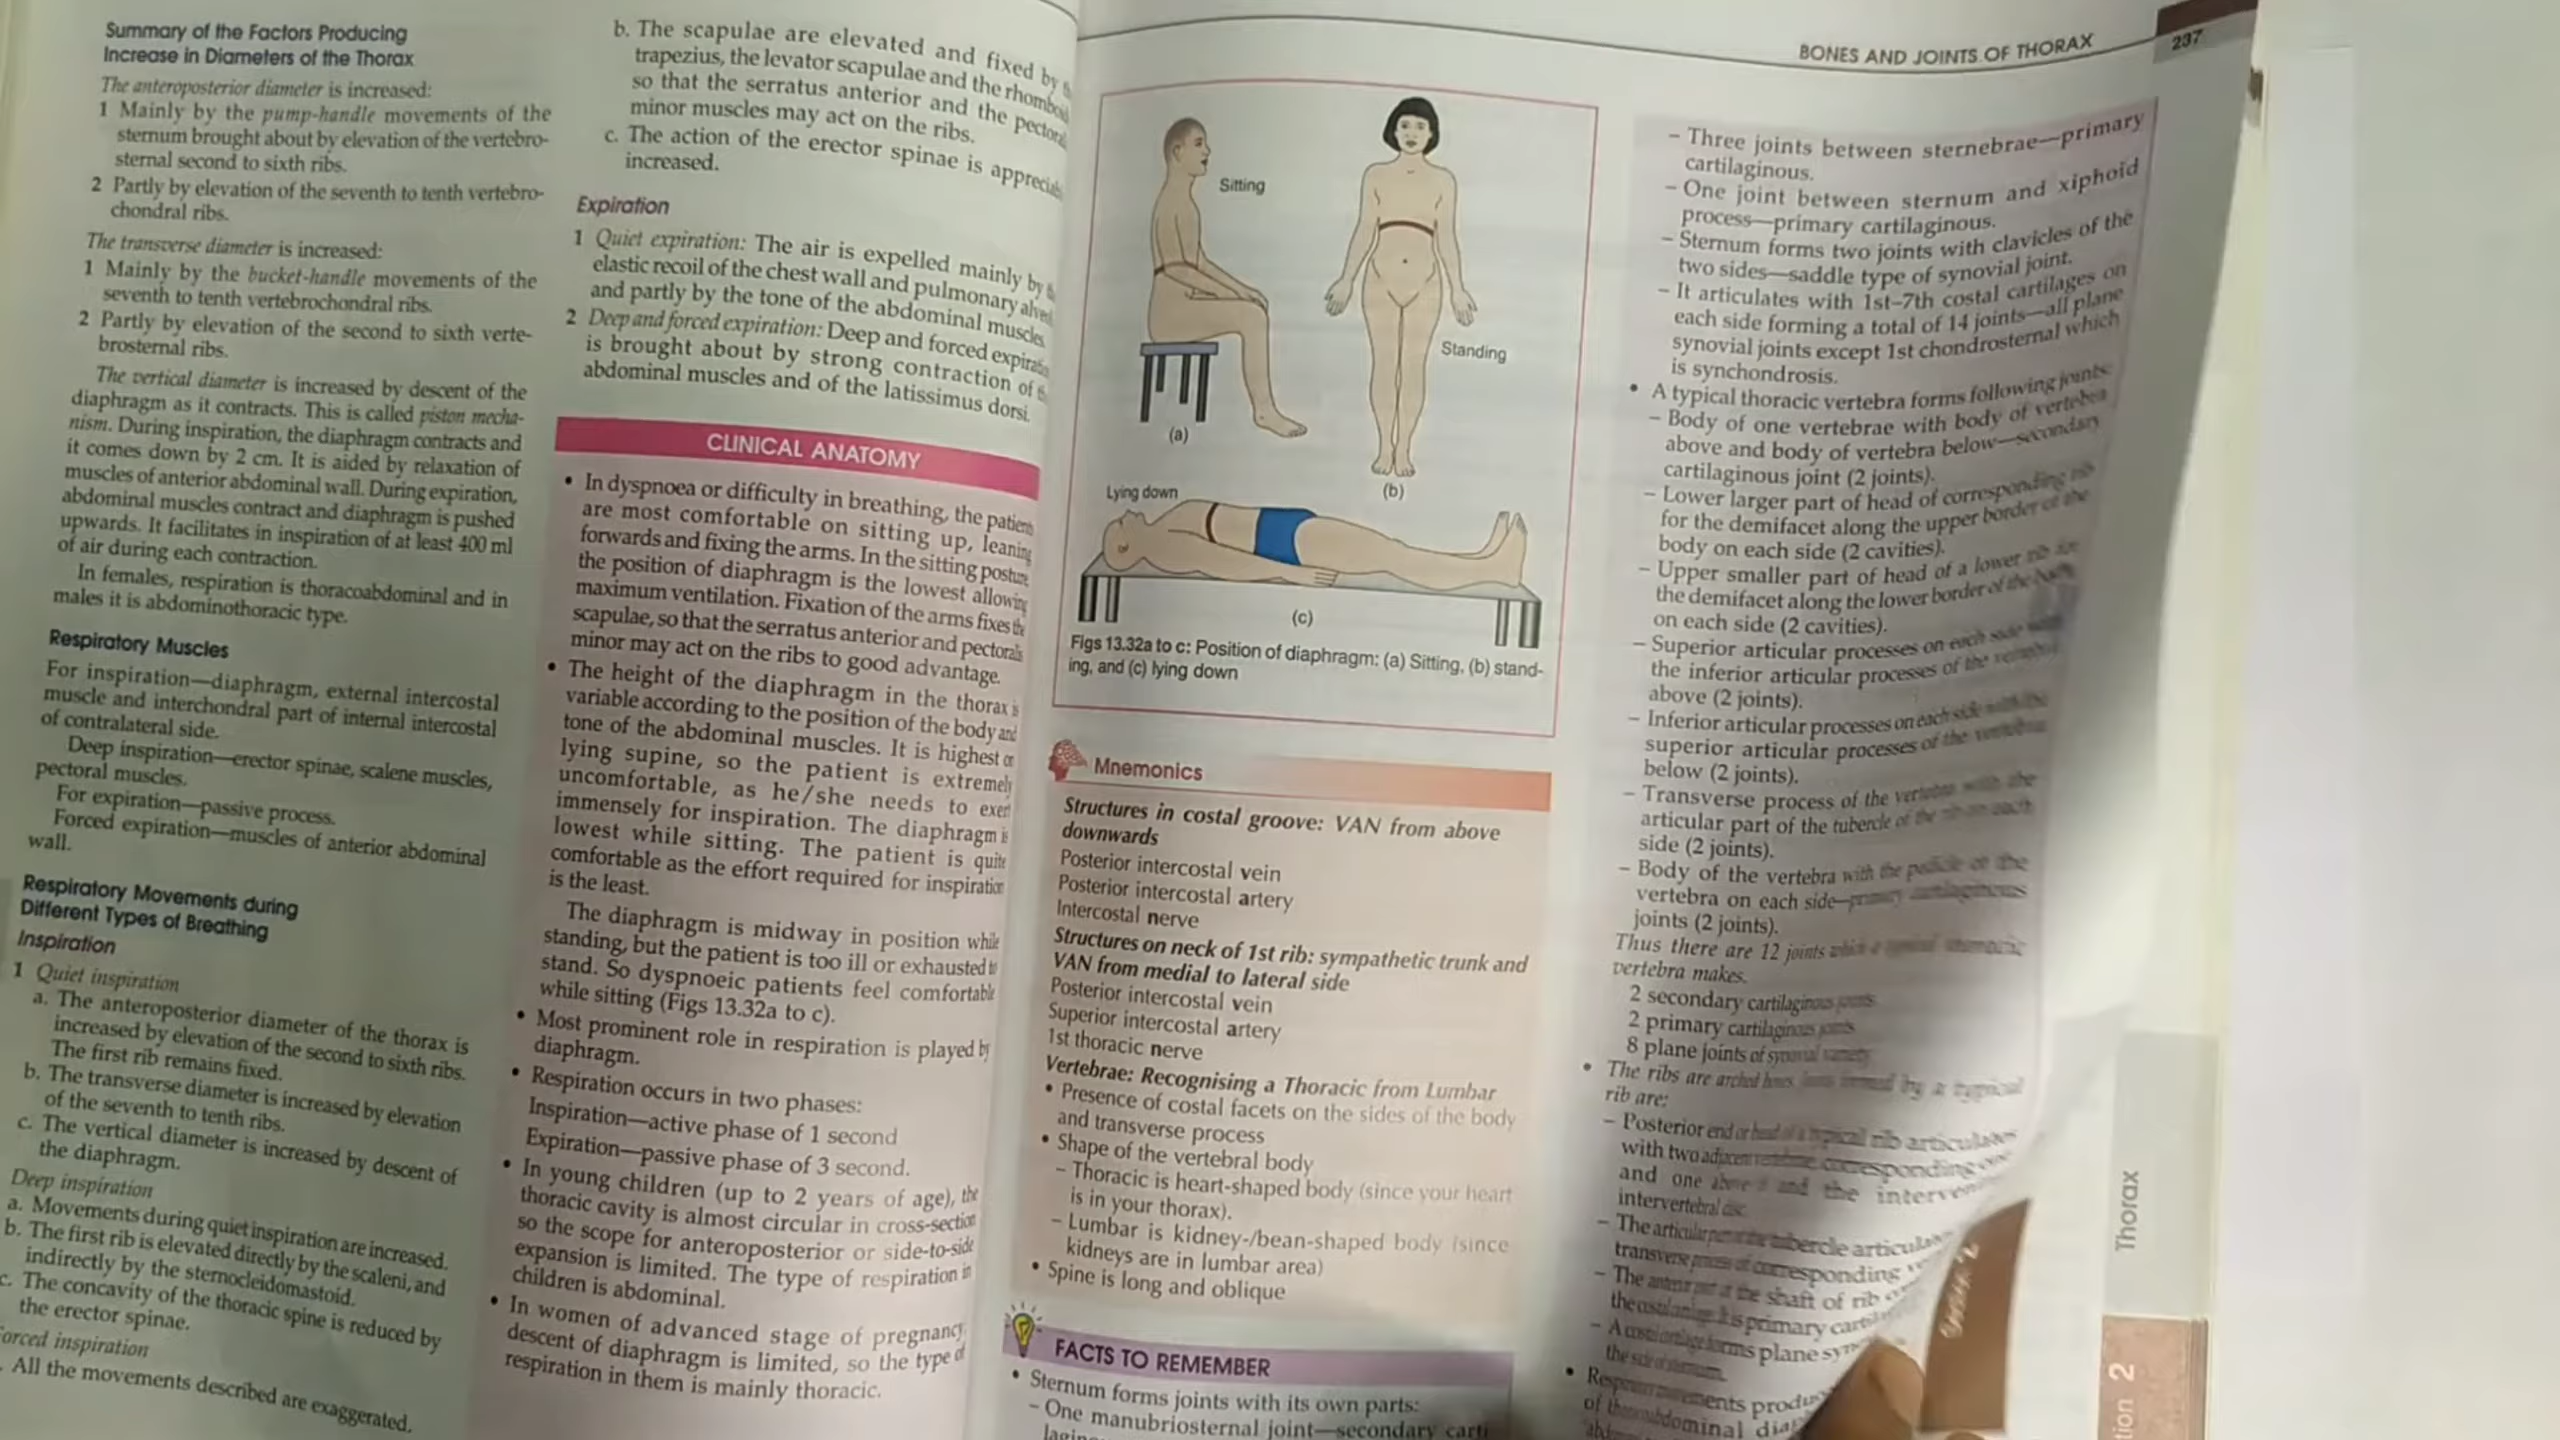 Summary of the Factors Producing
Increase in Diameters of the Thorax
The anteroposterior diameter is increased:
1 Mainly by the pump-handle movements of the
sternum brought about by elevation of the vertebro-
sternal second to sixth ribs.
2 Partly by elevation of the seventh to tenth vertebro-
chondral ribs.
The transverse diameter is increased:
1 Mainly by the bucket-handle movements of the
seventh to tenth vertebrochondral ribs.
2 Partly by elevation of the second to sixth verte-
brosternal ribs.
The vertical diameter is increased by descent of the
diaphragm as it contracts. This is called piston mecha-
nism. During inspiration, the diaphragm contracts and
it comes down by 2 cm. It is aided by relaxation of
muscles of anterior abdominal wall. During expiration,
abdominal muscles contract and diaphragm is pushed
upwards. It facilitates in inspiration of at least 400 ml
of air during each contraction.
In females, respiration is thoracoabdominal and in
males it is abdominothoracic type.
Respiratory Muscles
For inspiration—diaphragm, external intercostal
muscle and interchondral part of internal intercostal
of contralateral side.
Deep inspiration—erector spinae, scalene muscles,
pectoral muscles.
For expiration—passive process.
Forced expiration—muscles of anterior abdominal
wall.
Respiratory Movements during
Different Types of Breathing
Inspiration
1 Quiet inspiration
a. The anteroposterior diameter of the thorax is
increased by elevation of the second to sixth ribs.
The first rib remains fixed.
b. The transverse diameter is increased by elevation
of the seventh to tenth ribs.
c. The vertical diameter is increased by descent of
the diaphragm.
Deep inspiration
a. Movements during quiet inspiration are increased.
b. The first rib is elevated directly by the scaleni, and
indirectly by the sternocleidomastoid.
c. The concavity of the thoracic spine is reduced by
the erector spinae.
inspiration
All the movements described are exaggerated.
b. The scapulae are elevated and fixed by
trapezius, the levator scapulae and the
so that the serratus anterior and the
minor muscles may act on the ribs.
c. The action of the erector spinae is
increased.
Expiration
1 Quiet expiration: The air is expelled mainly by
elastic recoil of the chest wall and pulmonary
and partly by the tone of the abdominal muscles.
2 Deep and forced expiration: Deep and forced
is brought about by strong contraction of
abdominal muscles and of the latissimus dorsi.
CLINICAL ANATOMY
• In dyspnoea or difficulty in breathing, the patients
are most comfortable on sitting up, leaning
forwards and fixing the arms. In the sitting posture,
the position of diaphragm is the lowest allowing
maximum ventilation. Fixation of the arms fixes the
scapulae, so that the serratus anterior and pectoralis
minor may act on the ribs to good advantage.
• The height of the diaphragm in the thorax is
variable according to the position of the body and
tone of the abdominal muscles. It is highest on
lying supine, so the patient is extremely
uncomfortable, as he/she needs to exert
immensely for inspiration. The diaphragm is
lowest while sitting. The patient is quite
comfortable as the effort required for inspiration
is the least.
The diaphragm is midway in position while
standing, but the patient is too ill or exhausted to
stand. So dyspnoeic patients feel comfortable
while sitting (Figs 13.32a to c).
• Most prominent role in respiration is played by
diaphragm.
• Respiration occurs in two phases:
Inspiration—active phase of 1 second
Expiration—passive phase of 3 second.
• In young children (up to 2 years of age), the
thoracic cavity is almost circular in cross-section
so the scope for anteroposterior or side-to-side
expansion is limited. The type of respiration in
children is abdominal.
• In women of advanced stage of pregnancy,
descent of diaphragm is limited, so the type of
respiration in them is mainly thoracic.
BONES AND JOINTS OF THORAX
237
Sitting
Standing
(a)
(b)
Lying down
(c)
Figs 13.32a to c: Position of diaphragm: (a) Sitting, (b) stand-
ing, and (c) lying down
Mnemonics
Structures in costal groove: VAN from above
downwards
Posterior intercostal vein
Posterior intercostal artery
Intercostal nerve
Structures on neck of 1st rib: sympathetic trunk and
VAN from medial to lateral side
Posterior intercostal vein
Superior intercostal artery
1st thoracic nerve
Vertebrae: Recognising a Thoracic from Lumbar
• Presence of costal facets on the sides of the body
and transverse process
• Shape of the vertebral body
– Thoracic is heart-shaped body (since your heart
is in your thorax).
– Lumbar is kidney-/bean-shaped body (since
kidneys are in lumbar area)
• Spine is long and oblique
FACTS TO REMEMBER
• Sternum forms joints with its own parts:
– One manubriosternal joint—secondary
– Three joints between sternebrae—primary
cartilaginous.
– One joint between sternum and xiphoid
process—primary cartilaginous.
– Sternum forms two joints with clavicles of the
two sides—saddle type of synovial joint.
– It articulates with 1st–7th costal cartilages on
each side forming a total of 14 joints—all plane
synovial joints except 1st chondrosternal which
is synchondrosis.
• A typical thoracic vertebra forms following joints:
– Body of one vertebrae with body of vertebra
above and body of vertebra below—secondary
cartilaginous joint (2 joints).
– Lower larger part of head of corresponding rib
for the demifacet along the upper border of the
body on each side (2 cavities).
– Upper smaller part of head of a lower rib for
the demifacet along the lower border of the body
on each side (2 cavities).
– Superior articular processes on each side with
the inferior articular processes of the vertebra
above (2 joints).
– Inferior articular processes on each side with the
superior articular processes of the vertebra
below (2 joints).
– Transverse process of the vertebra with the
articular part of the tubercle of the rib on each
side (2 joints).
– Body of the vertebra with the pedicle of the
vertebra on each side—primary cartilaginous
joints (2 joints).
Thus there are 12 joints which a typical thoracic
vertebra makes.
2 secondary cartilaginous joints
2 primary cartilaginous joints
8 plane joints of synovial variety
• The ribs are arched bones. formed by a typical
rib are:
– Posterior end or head of a typical rib articulates
with two adjacent vertebrae, corresponding one
and one above it and the
intervertebral disc.
– The articular part of the tubercle
transverse process of corresponding
– The anterior part of the shaft of rib
the costal cartilage. It is primary
– A costal cartilage forms plane
the side of sternum.
• movements
of
Thorax
2